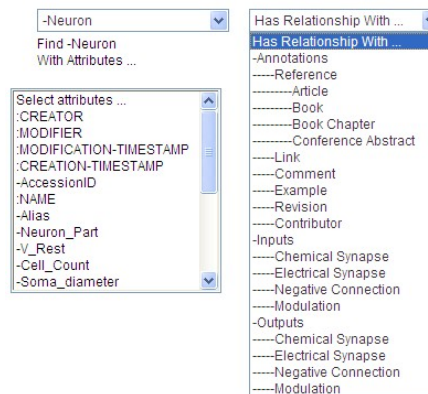 -Neuron
Find -Neuron
With Attributes ...
Select attributes ...
:CREATOR
:MODIFIER
:MODIFICATION-TIMESTAMP
:CREATION-TIMESTAMP
-AccessionID
:NAME
-Alias
-Neuron_Part
-V_Rest
-Cell_Count
-Soma_diameter
Has Relationship With ...
Has Relationship With ...
-Annotations
-----Reference
---------Article
---------Book
---------Book Chapter
---------Conference Abstract
-----Link
-----Comment
-----Example
-----Revision
-----Contributor
-Inputs
-----Chemical Synapse
-----Electrical Synapse
-----Negative Connection
-----Modulation
-Outputs
-----Chemical Synapse
-----Electrical Synapse
-----Negative Connection
-----Modulation